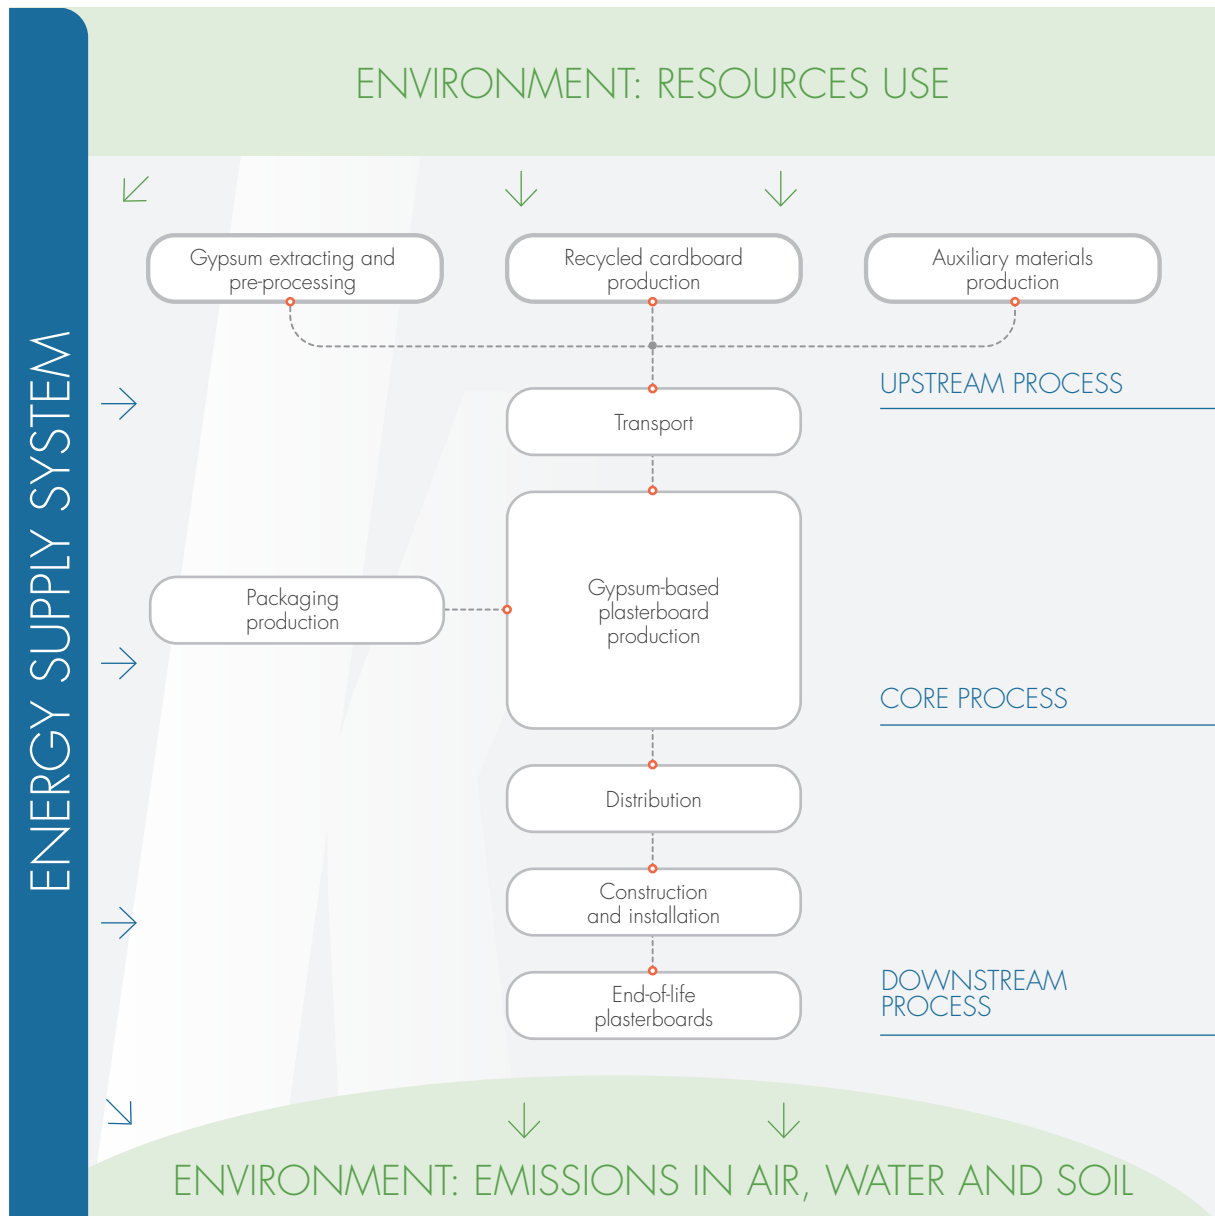 ENVIRONMENT: RESOURCES USE
ENERGY SUPPLY SYSTEM
Gypsum extracting and
pre-processing
Recycled cardboard
production
Auxiliary materials
production
UPSTREAM PROCESS
Transport
Packaging
production
Gypsum-based
plasterboard
production
CORE PROCESS
Distribution
Construction
and installation
DOWNSTREAM
PROCESS
End-of-life
plasterboards
ENVIRONMENT: EMISSIONS IN AIR, WATER AND SOIL